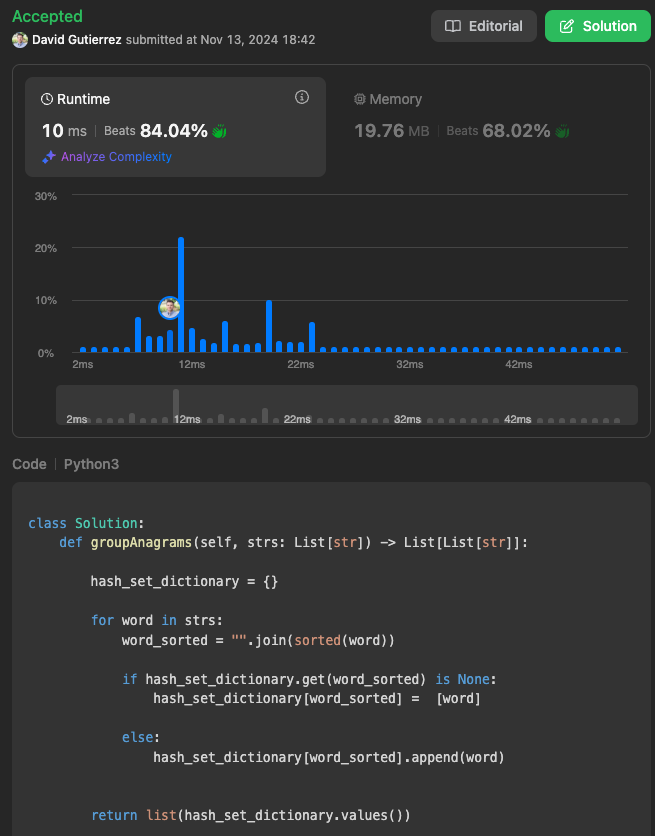 Accepted
Editorial
Solution
David Gutierrez submitted at Nov 13, 2024 18:42
Runtime
10 ms | Beats 84.04%
Analyze Complexity
Memory
19.76 MB | Beats 68.02%
30%
20%
10%
0%
2ms 12ms 22ms 32ms 42ms
2ms 12ms 22ms 32ms 42ms
Code | Python3
class Solution:
    def groupAnagrams(self, strs: List[str]) -> List[List[str]]:
        hash_set_dictionary = {}
        for word in strs:
            word_sorted = "".join(sorted(word))
            if hash_set_dictionary.get(word_sorted) is None:
                hash_set_dictionary[word_sorted] =  [word]
            else:
                hash_set_dictionary[word_sorted].append(word)
        return list(hash_set_dictionary.values())